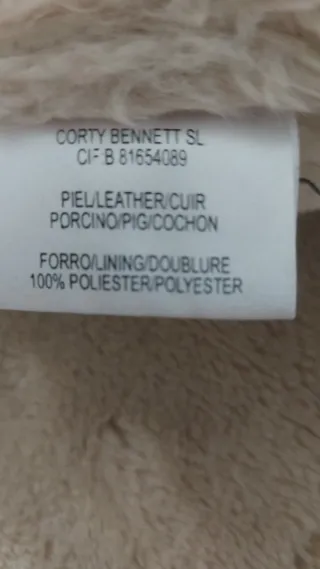 CORTY BENNETT SL
CIF B 81654089
PIEL/LEATHER/CUIR
PORCINO/PIG/COCHON
FORRO/LINING/DOUBLURE
100% POLIESTER/POLYESTER